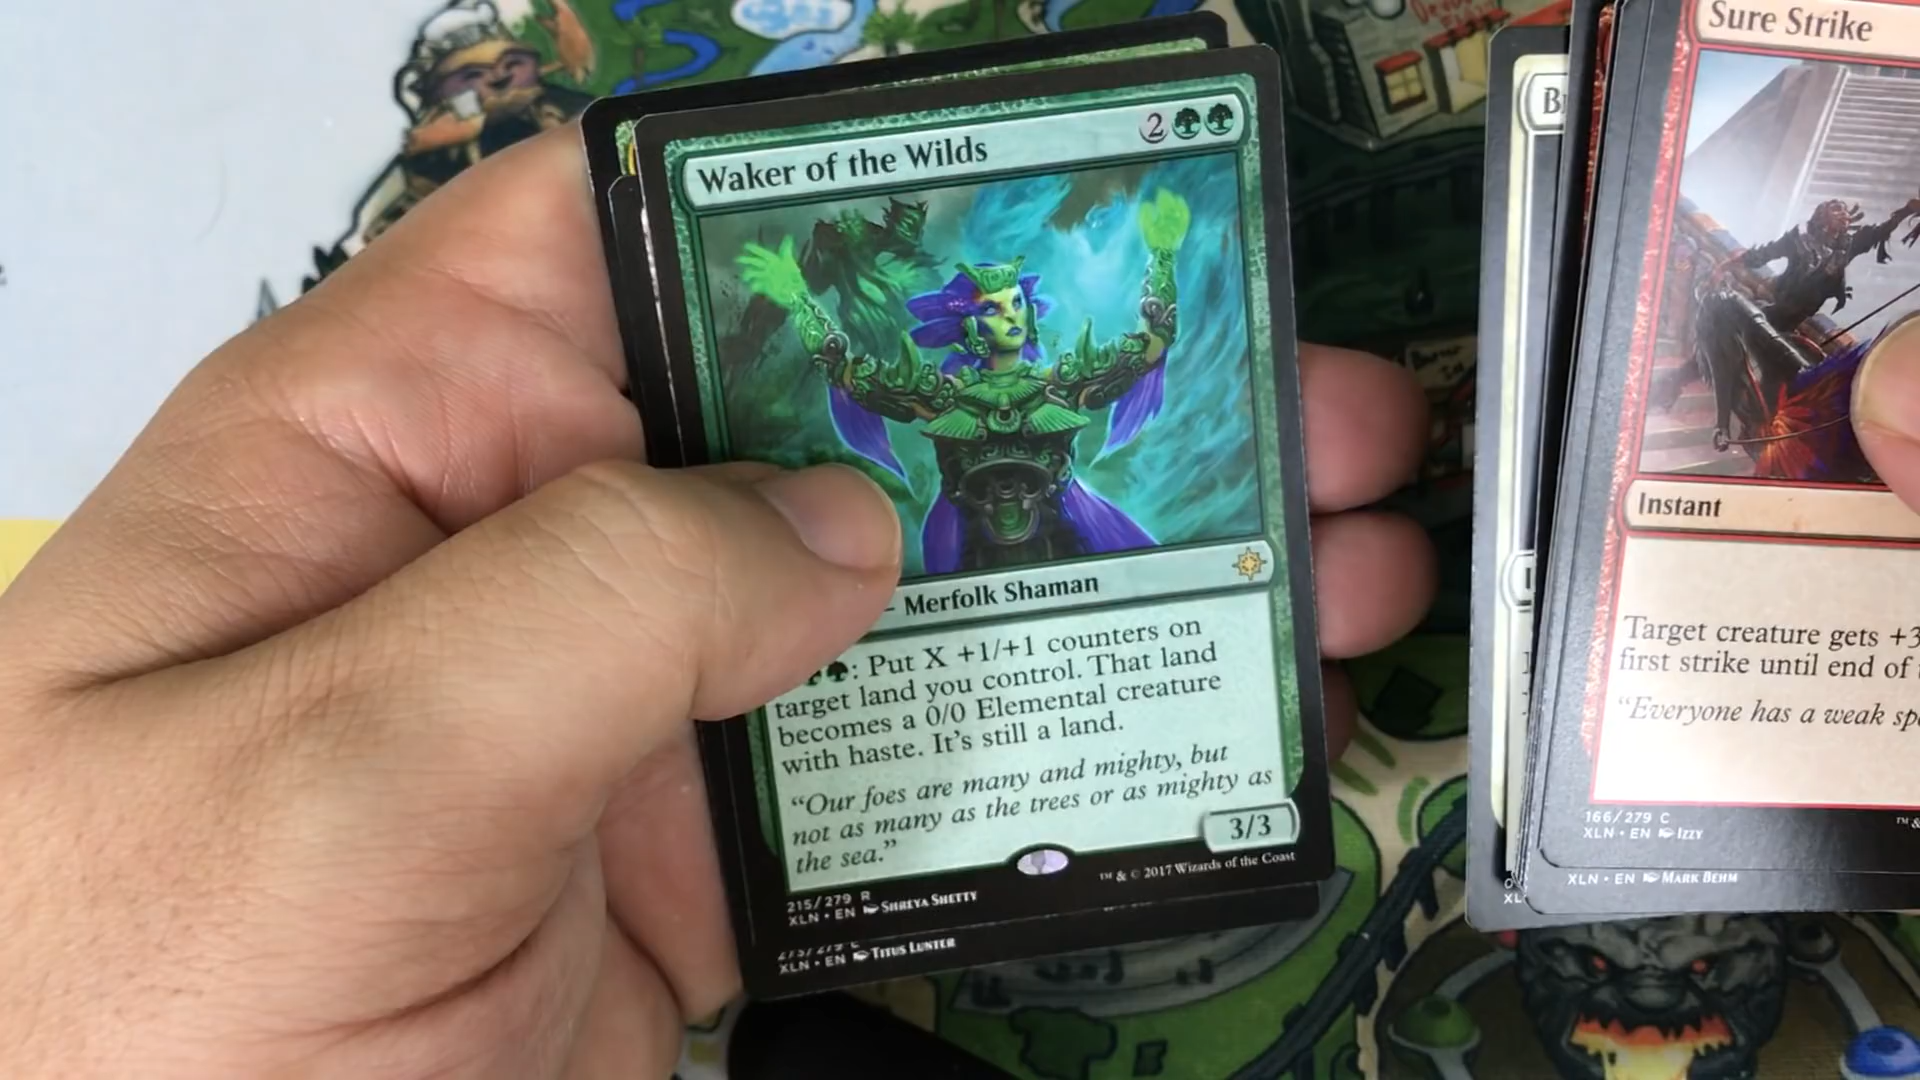 Waker of the Wilds
2
– Merfolk Shaman
: Put X +1/+1 counters on
target land you control. That land
becomes a 0/0 Elemental creature
with haste. It's still a land.
“Our foes are many and mighty, but
not as many as the trees or as mighty as
the sea.”
3/3
215/279 R
XLN • EN Shreya Shetty
™ & © 2017 Wizards of the Coast
XLN • EN Titus Lunter
Sure Strike
Instant
Target creature gets +3
first strike until end of
“Everyone has a weak
166/279 C
XLN • EN Izzy
™ &
XLN • EN Mark Behm
XL